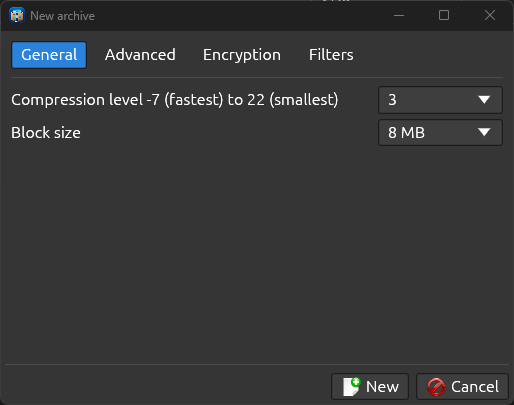 New archive
General Advanced Encryption Filters
Compression level -7 (fastest) to 22 (smallest) 3
Block size 8 MB
New Cancel